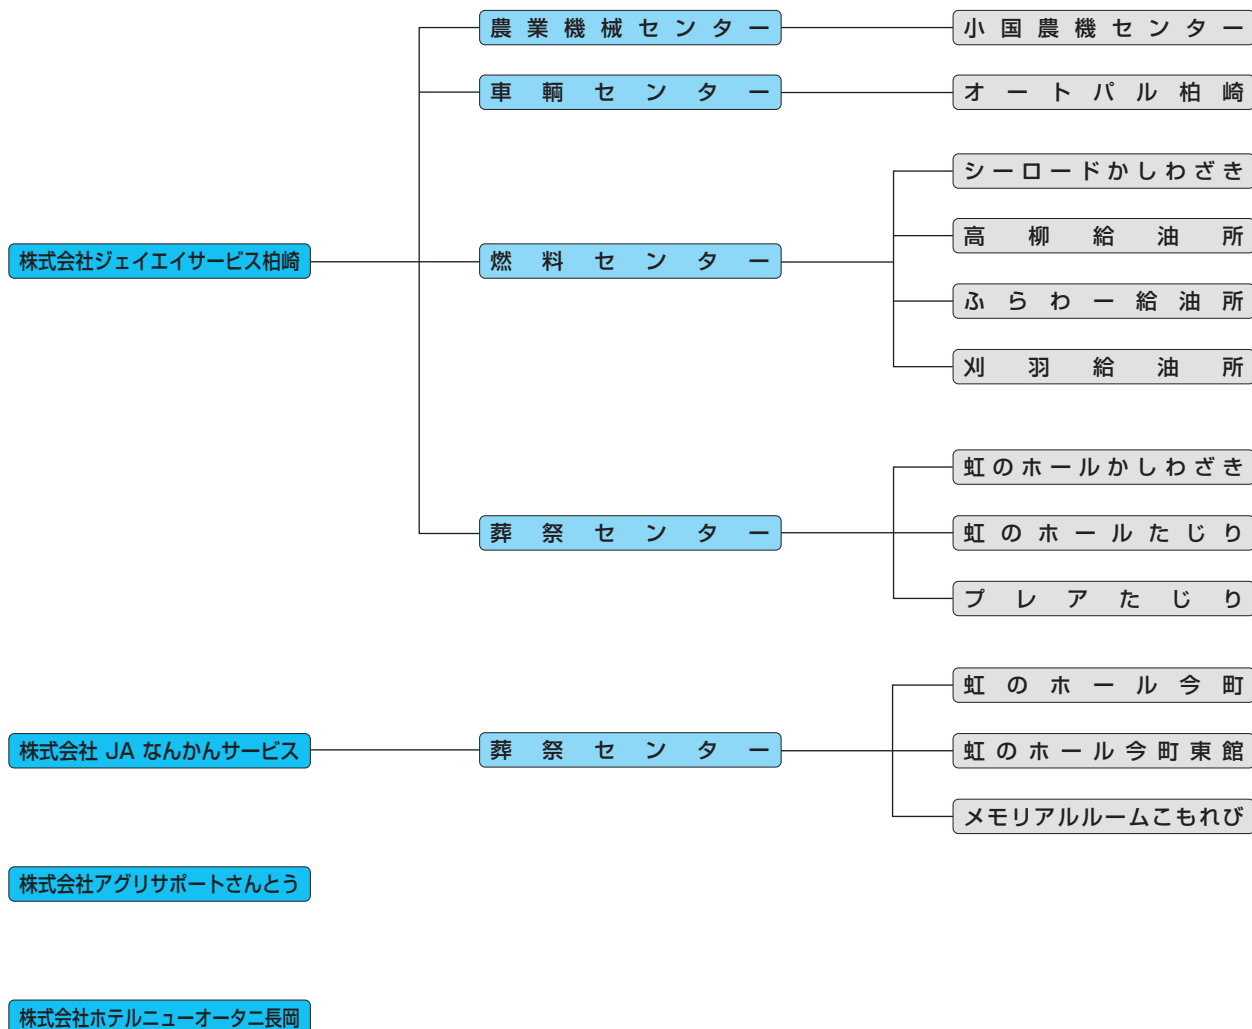 農業機械センター
小国農機センター
車輌センター
オートパル柏崎
シーロードかしわざき
高柳給油所
株式会社ジェイエイサービス柏崎
燃料センター
ふらわー給油所
刈羽給油所
虹のホールかしわざき
葬祭センター
虹のホールたじり
プレアたじり
虹のホール今町
株式会社 JA なんかんサービス
葬祭センター
虹のホール今町東館
メモリアルルームこもれび
株式会社アグリサポートさんとう
株式会社ホテルニューオータニ長岡